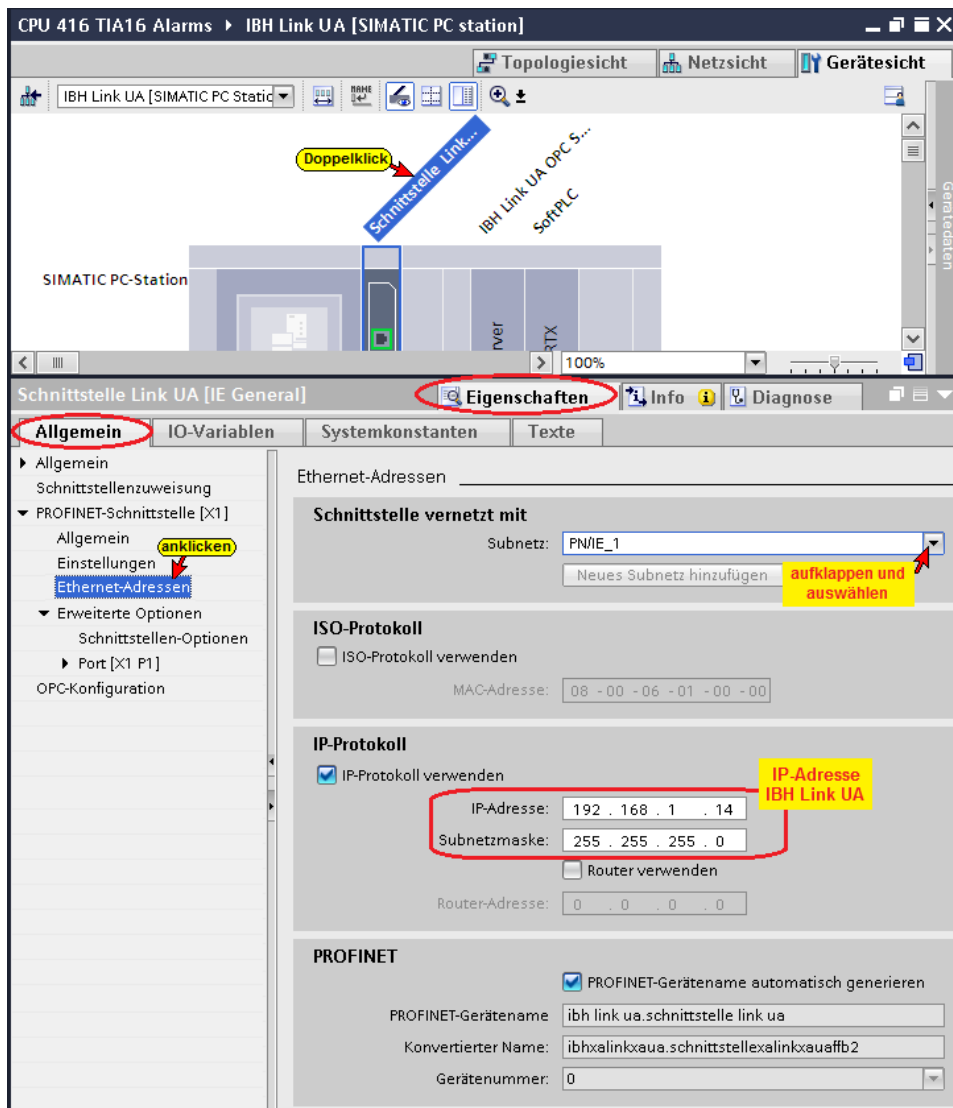 CPU 416 TIA16 Alarms ▸ IBH Link UA [SIMATIC PC station]
Topologiesicht
Netzsicht
Gerätesicht
IBH Link UA [SIMATIC PC Static
NAME
Doppelklick
Schnittstelle Link...
IBH Link UA OPC S...
SoftPLC
SIMATIC PC-Station
rver
RTX
Gerätedaten
100%
Schnittstelle Link UA [IE General]
Eigenschaften
Info
Diagnose
Allgemein
IO-Variablen
Systemkonstanten
Texte
Allgemein
Schnittstellenzuweisung
PROFINET-Schnittstelle [X1]
Allgemein
anklicken
Einstellungen
Ethernet-Adressen
Erweiterte Optionen
Schnittstellen-Optionen
Port [X1 P1]
OPC-Konfiguration
Ethernet-Adressen
Schnittstelle vernetzt mit
Subnetz: PN/IE_1
Neues Subnetz hinzufügen
aufklappen und
auswählen
ISO-Protokoll
ISO-Protokoll verwenden
MAC-Adresse: 08 - 00 - 06 - 01 - 00 - 00
IP-Protokoll
IP-Protokoll verwenden
IP-Adresse
IBH Link UA
IP-Adresse: 192 . 168 . 1 . 14
Subnetzmaske: 255 . 255 . 255 . 0
Router verwenden
Router-Adresse: 0 . 0 . 0 . 0
PROFINET
PROFINET-Gerätename automatisch generieren
PROFINET-Gerätename ibh link ua.schnittstelle link ua
Konvertierter Name: ibhxalinkxaua.schnittstellexalinkxauaffb2
Gerätenummer: 0